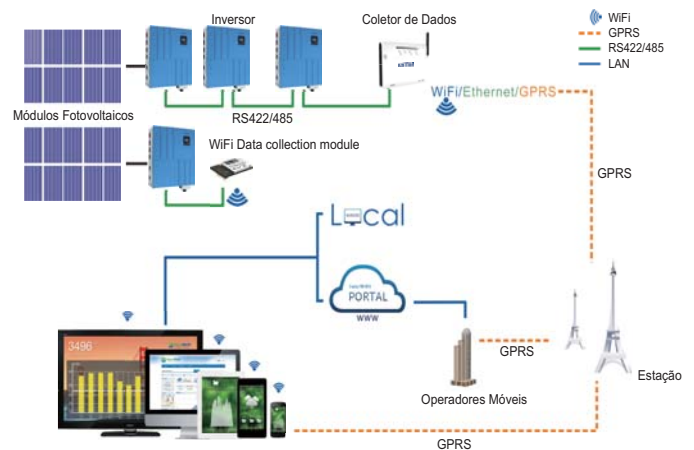 Inversor
Coletor de Dados
WiFi
GPRS
RS422/485
LAN
WiFi/Ethernet/GPRS
RS422/485
Módulos Fotovoltaicos
WiFi Data collection module
GPRS
Local
PORTAL
WWW
3496
GPRS
Estação
Operadores Móveis
GPRS